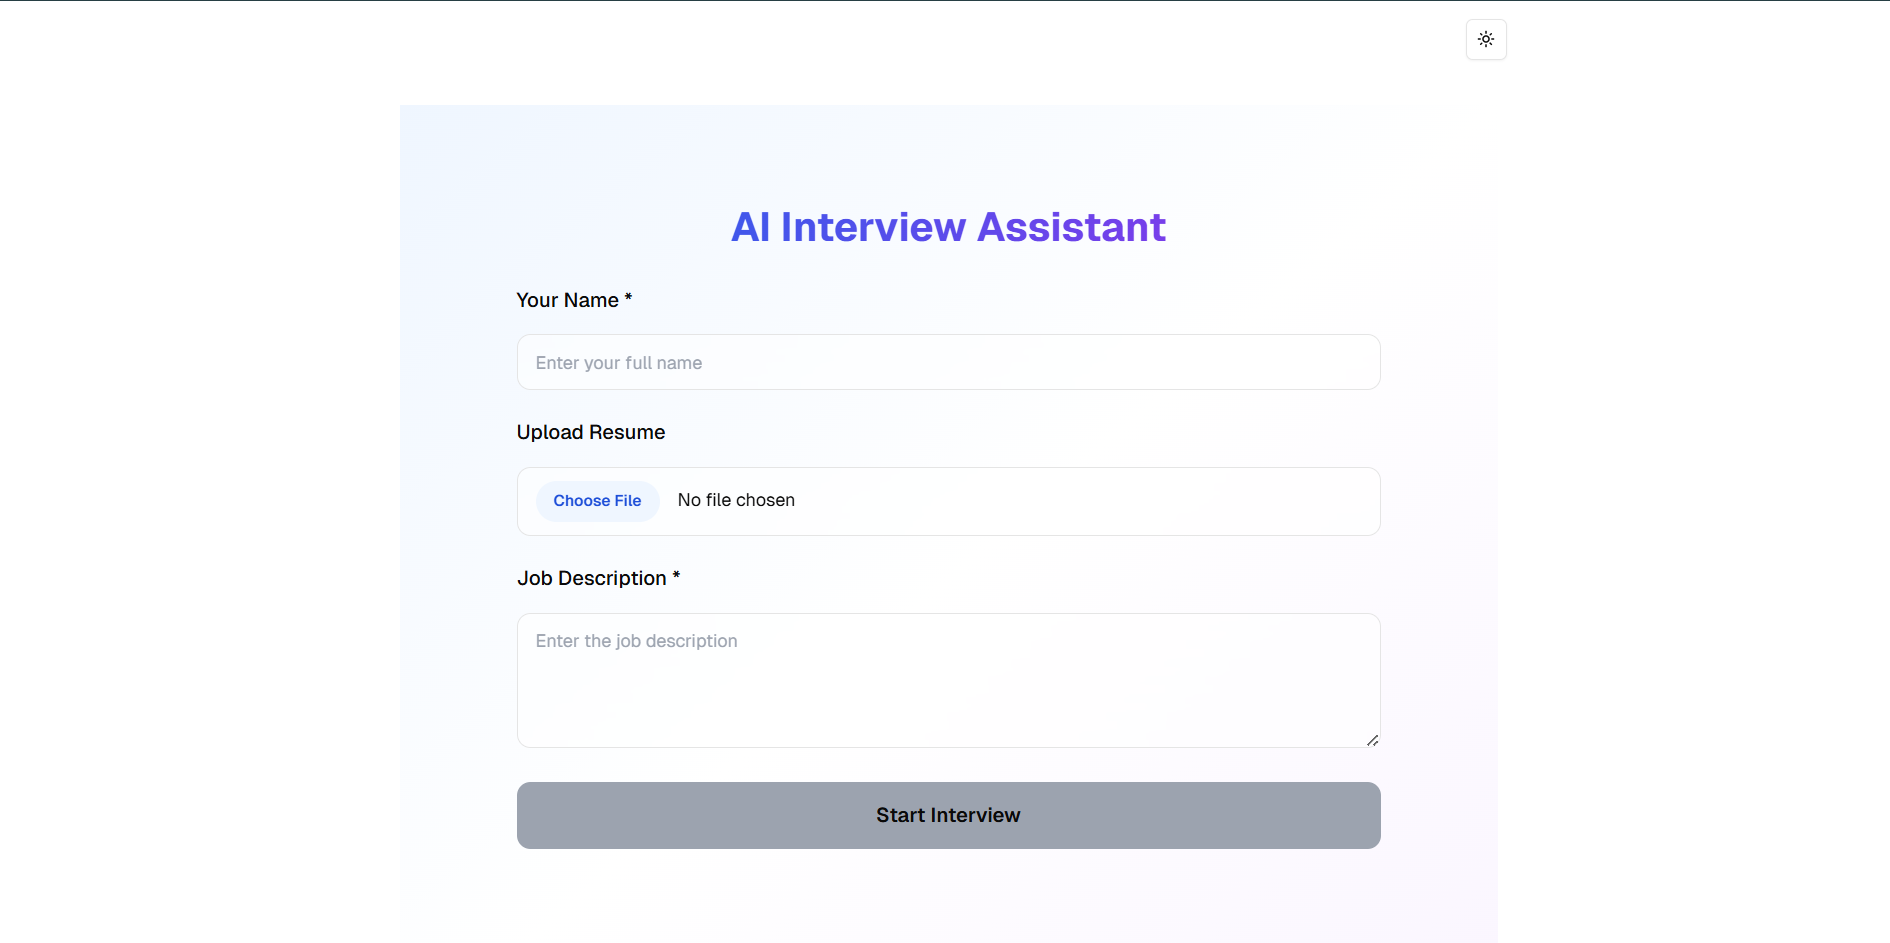 AI Interview Assistant
Your Name *
Enter your full name
Upload Resume
Choose File No file chosen
Job Description *
Enter the job description
Start Interview